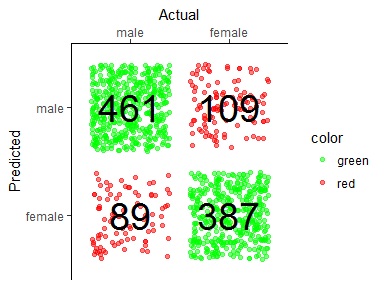 Actual
male female
Predicted
male 461 109
female 89 387
color
green
red